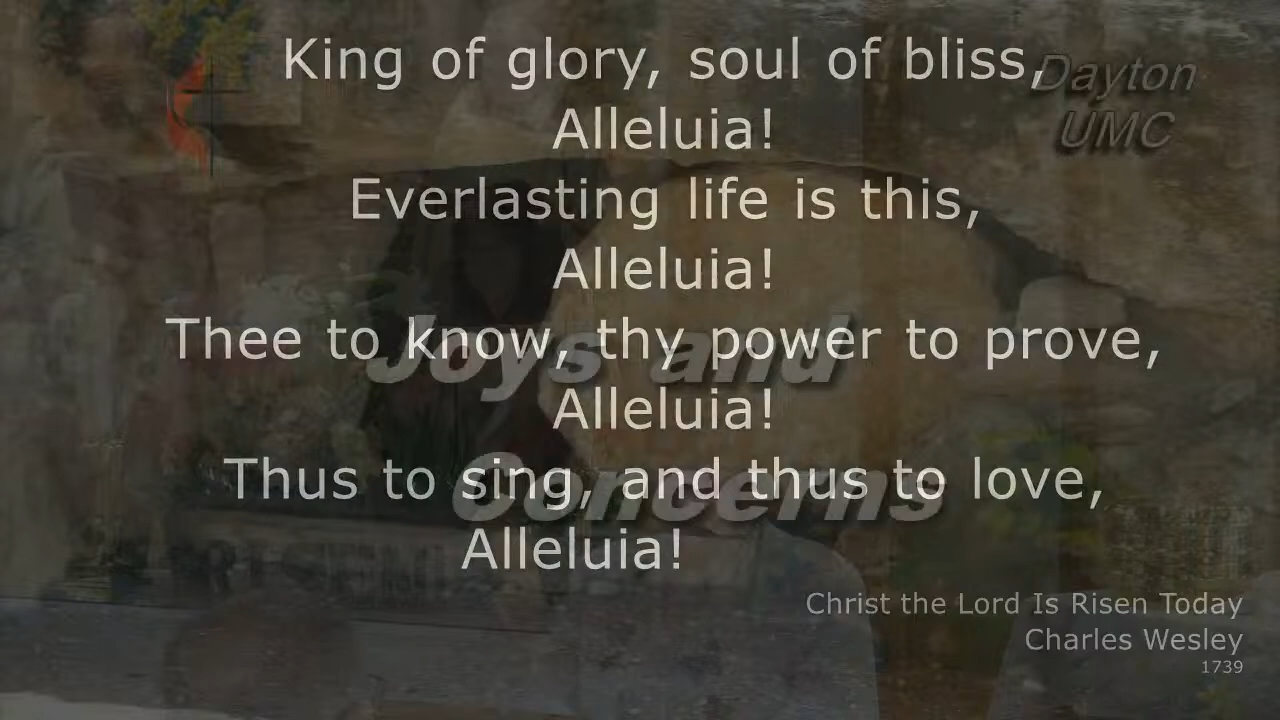 King of glory, soul of bliss,
Alleluia!
Everlasting life is this,
Alleluia!
Thee to know, thy power to prove,
Alleluia!
Thus to sing, and thus to love,
Alleluia!
Dayton
UMC
Joys and
Concerns
Christ the Lord Is Risen Today
Charles Wesley
1739